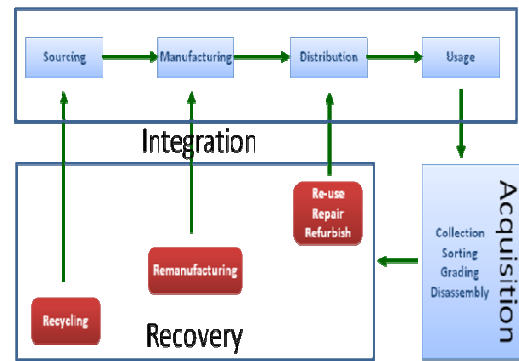 Sourcing
Manufacturing
Distribution
Usage
Integration
Re-use
Repair
Refurbish
Remanufacturing
Recycling
Recovery
Collection
Sorting
Grading
Disassembly
Acquisition